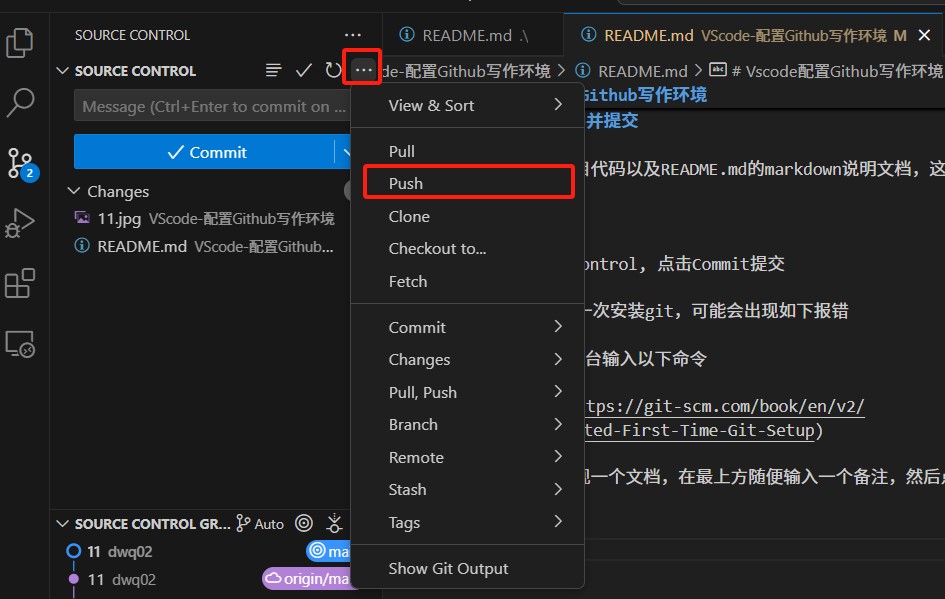 SOURCE CONTROL
README.md .\
README.md VScode-配置Github写作环境 M
SOURCE CONTROL
de-配置Github写作环境 > README.md > abc # Vscode配置Github写作环境
Message (Ctrl+Enter to commit on ...
Commit
Changes
11.jpg VScode-配置Github写作环境
README.md VScode-配置Github...
2
View & Sort
Pull
Push
Clone
Checkout to...
Fetch
Commit
Changes
Pull, Push
Branch
Remote
Stash
Tags
Show Git Output
Github写作环境
并提交
代码以及README.md的markdown说明文档，这
ontrol, 点击Commit提交
一次安装git，可能会出现如下报错
台输入以下命令
tps://git-scm.com/book/en/v2/
ted-First-Time-Git-Setup)
一个文档，在最上方随便输入一个备注，然后
SOURCE CONTROL GR... Auto
11 dwq02 ma
11 dwq02 origin/ma